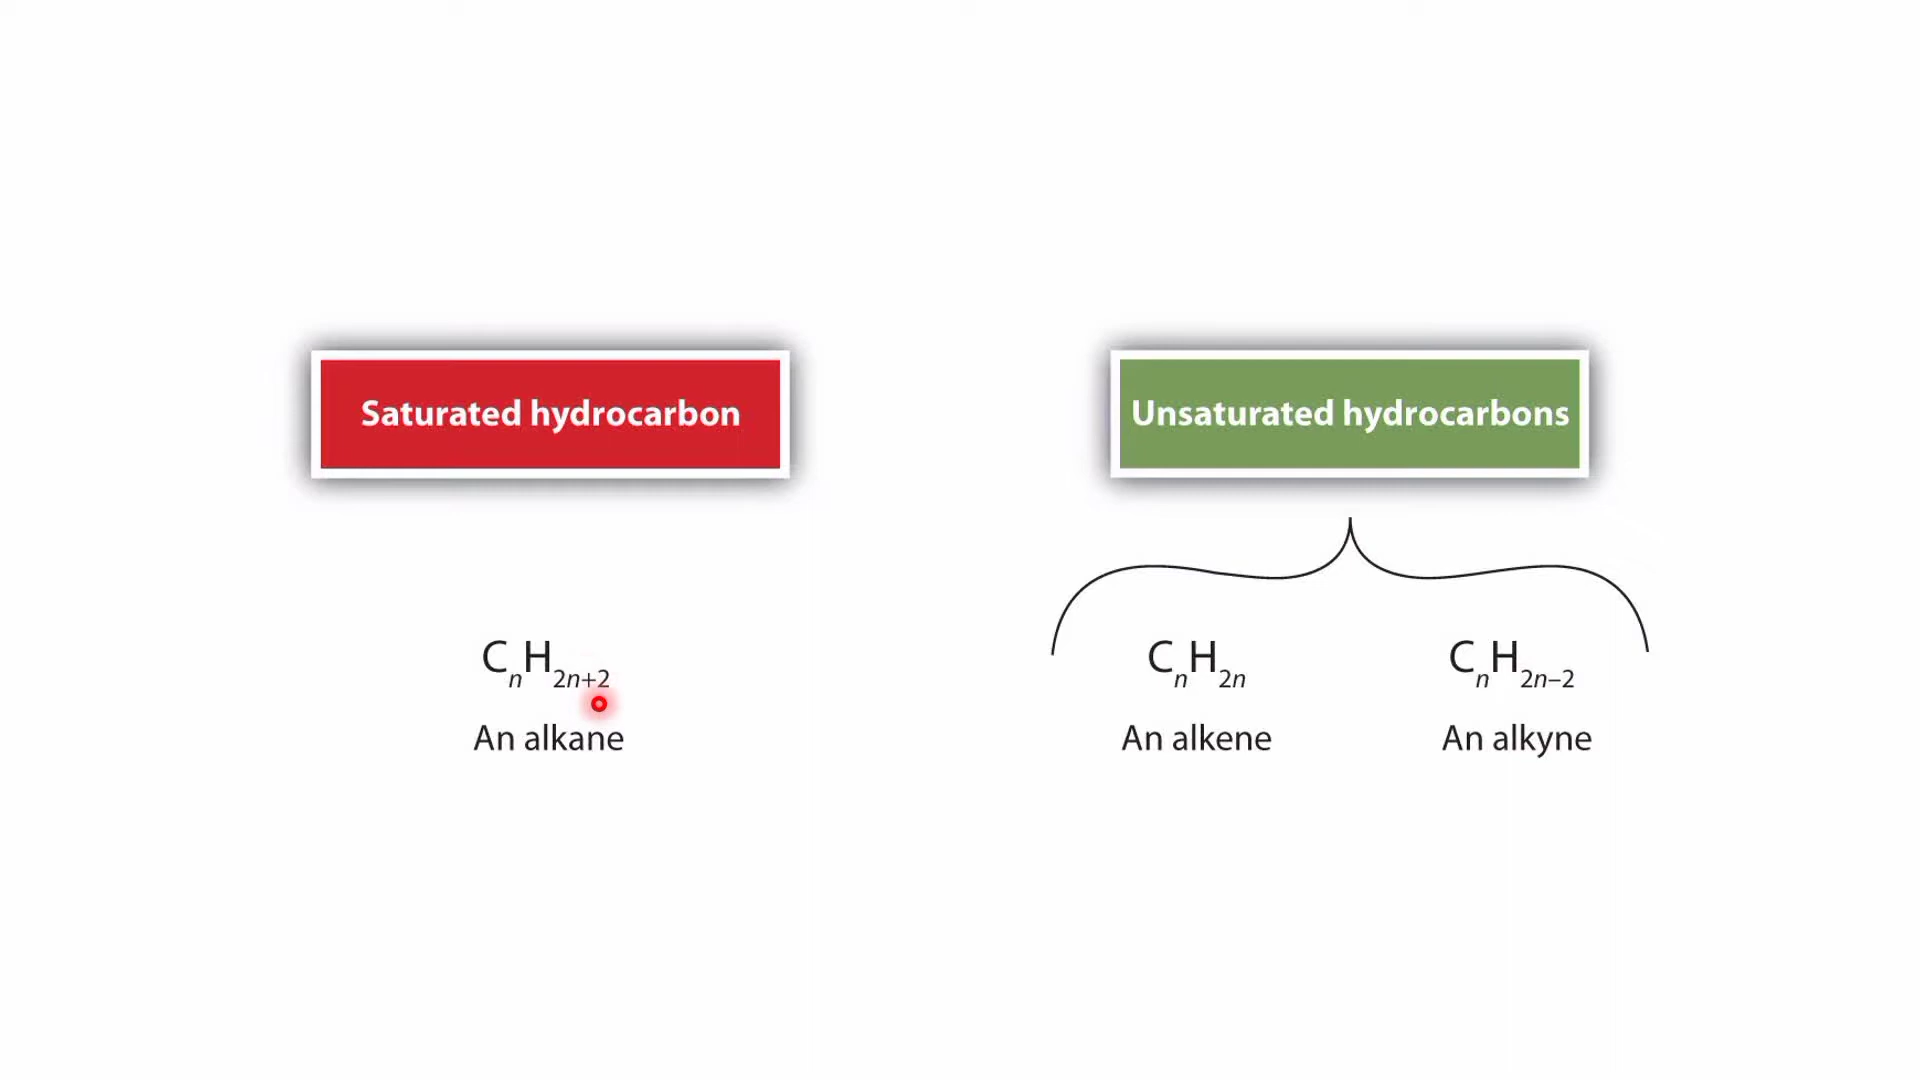 Saturated hydrocarbon
Unsaturated hydrocarbons
CₙH₂ₙ₊₂
CₙH₂ₙ
CₙH₂ₙ₋₂
An alkane
An alkene
An alkyne